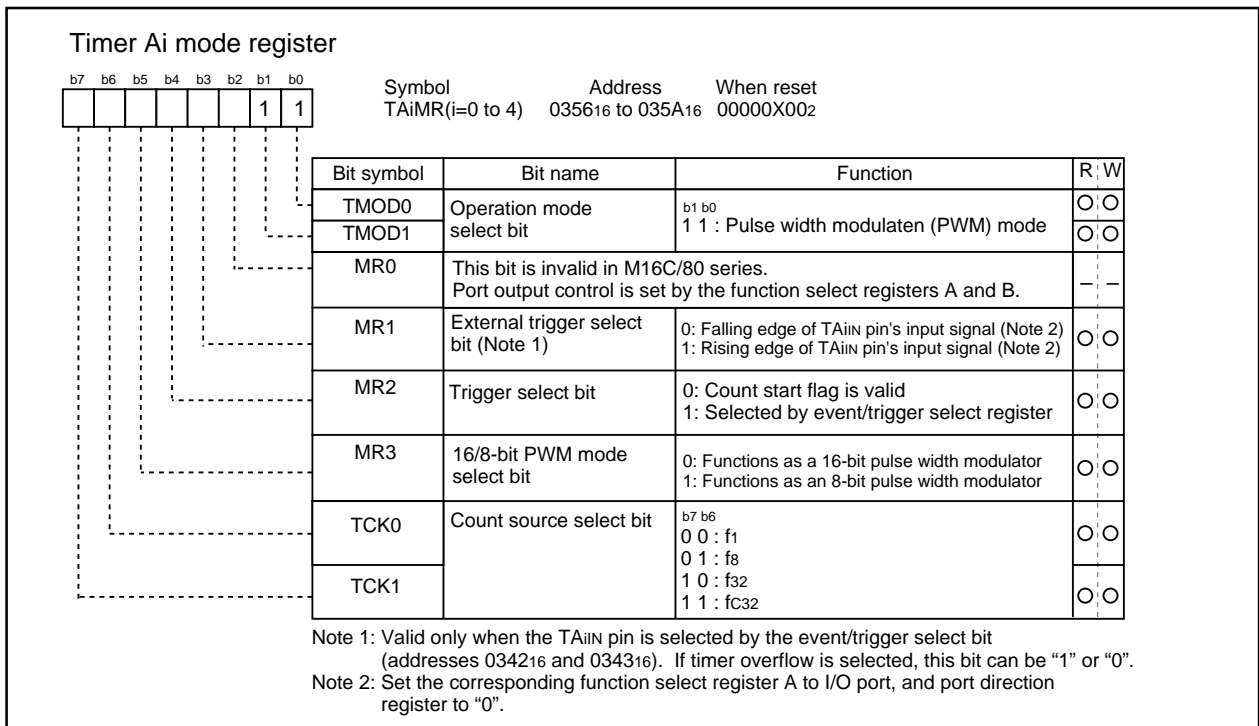 Timer Ai mode register
b7 b6 b5 b4 b3 b2 b1 b0
1 1
Symbol Address When reset
TAiMR(i=0 to 4) 035616 to 035A16 00000X002
Bit symbol Bit name Function R W
TMOD0 Operation mode select bit b1 b0
1 1 : Pulse width modulaten (PWM) mode
TMOD1
MR0 This bit is invalid in M16C/80 series.
Port output control is set by the function select registers A and B. – –
MR1 External trigger select
bit (Note 1)
0: Falling edge of TAiIN pin's input signal (Note 2)
1: Rising edge of TAiIN pin's input signal (Note 2)
MR2 Trigger select bit
0: Count start flag is valid
1: Selected by event/trigger select register
MR3 16/8-bit PWM mode
select bit
0: Functions as a 16-bit pulse width modulator
1: Functions as an 8-bit pulse width modulator
TCK0 Count source select bit
b7 b6
0 0 : f1
0 1 : f8
TCK1
1 0 : f32
1 1 : fC32
Note 1: Valid only when the TAiIN pin is selected by the event/trigger select bit
(addresses 034216 and 034316). If timer overflow is selected, this bit can be “1” or “0”.
Note 2: Set the corresponding function select register A to I/O port, and port direction
register to “0”.